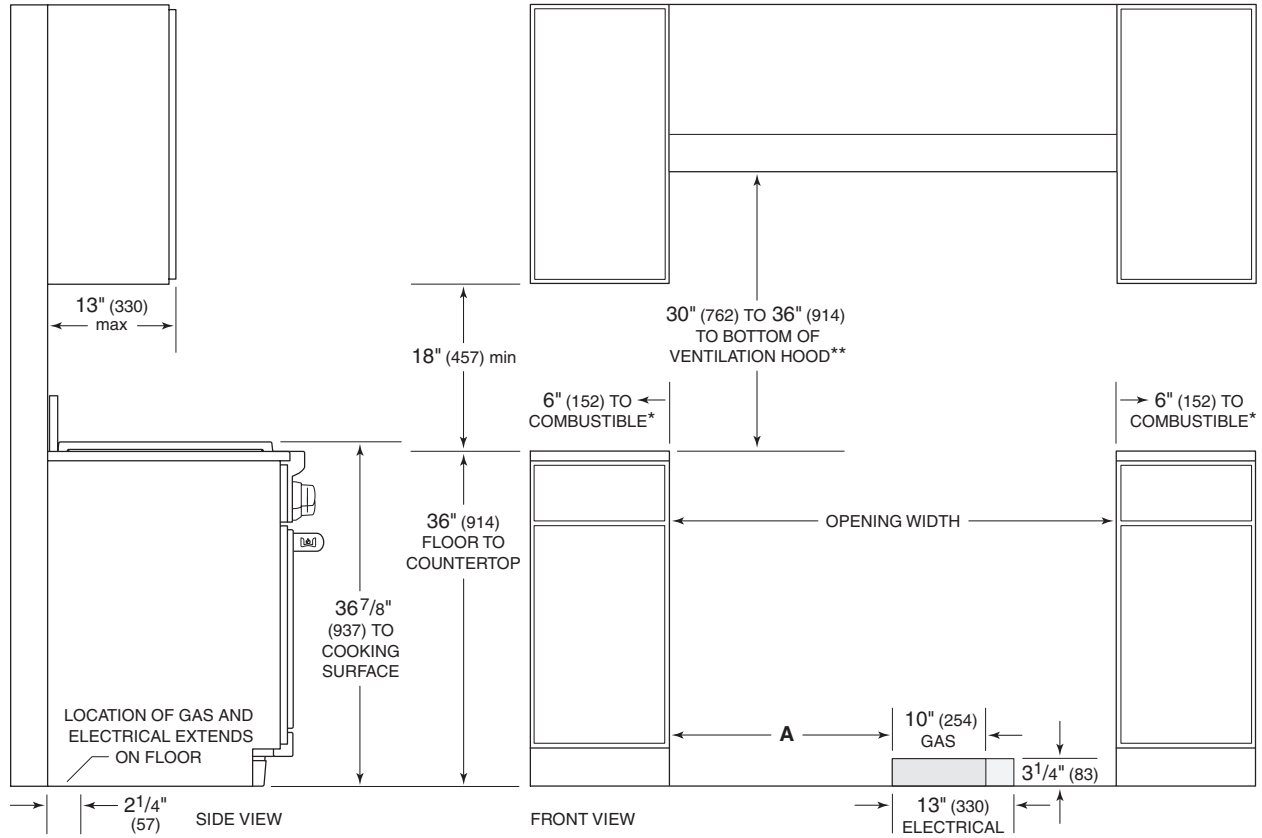 13" (330)
max
18" (457) min
30" (762) TO 36" (914)
TO BOTTOM OF
VENTILATION HOOD**
6" (152) TO
COMBUSTIBLE*
6" (152) TO
COMBUSTIBLE*
OPENING WIDTH
36" (914)
FLOOR TO
COUNTERTOP
36 7/8"
(937) TO
COOKING
SURFACE
LOCATION OF GAS AND
ELECTRICAL EXTENDS
ON FLOOR
A
10" (254)
GAS
3 1/4" (83)
2 1/4"
(57)
SIDE VIEW
FRONT VIEW
13" (330)
ELECTRICAL